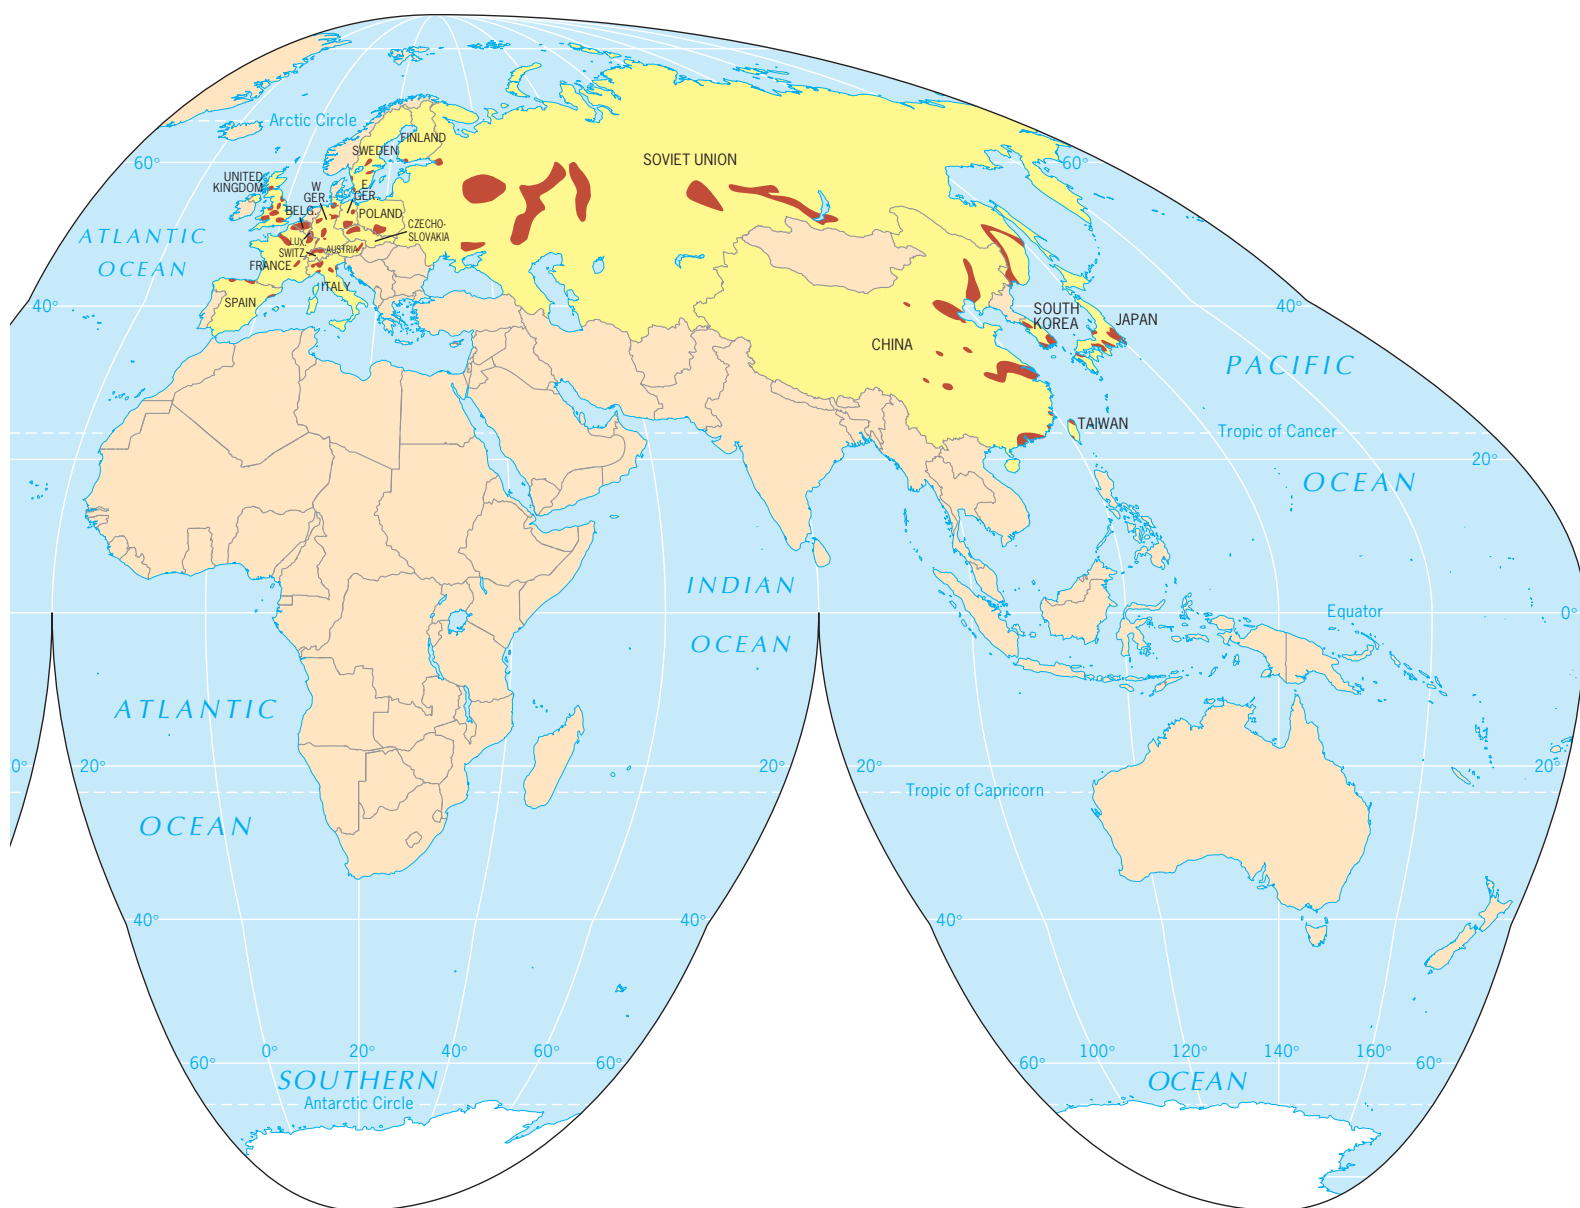 Arctic Circle
60°
60°
SOVIET UNION
FINLAND
SWEDEN
UNITED
KINGDOM
W.
GER.
E.
GER.
BELG.
POLAND
CZECHO-
SLOVAKIA
LUX.
SWITZ.
AUSTRIA
FRANCE
ITALY
SPAIN
ATLANTIC
OCEAN
40°
40°
SOUTH
KOREA
JAPAN
CHINA
PACIFIC
TAIWAN
Tropic of Cancer
20°
OCEAN
INDIAN
OCEAN
Equator
0°
ATLANTIC
OCEAN
0°
20°
20°
20°
20°
Tropic of Capricorn
40°
40°
40°
60°
0°
20°
40°
60°
60°
60°
100°
120°
140°
160°
60°
SOUTHERN
OCEAN
Antarctic Circle